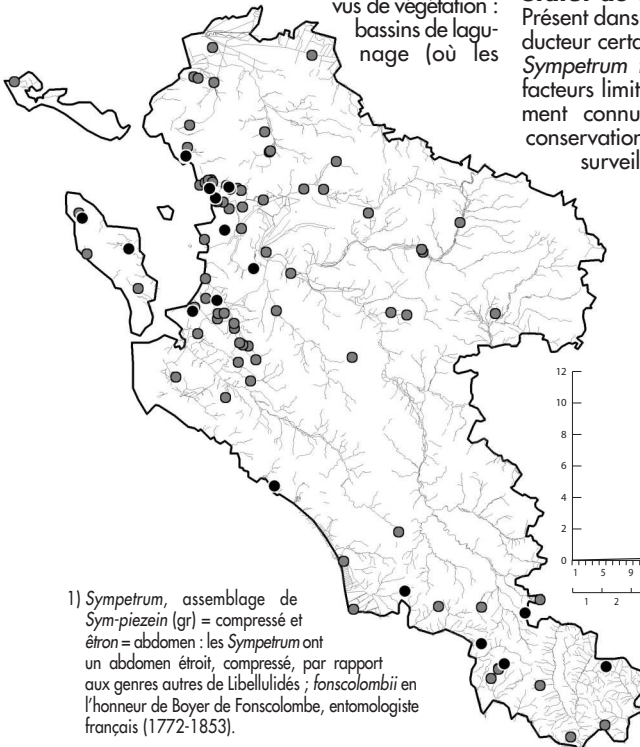 vus de végétation :
bassins de lagu-
nage (où les
Présent dans
ducteur certa
Sympetrum
facteurs limit
ment connu
conservation
surveil
12
10
8
6
4
2
0
1 5 9
1 2
1) Sympetrum, assemblage de
Sym-piezein (gr) = compressé et
êtron = abdomen : les Sympetrum ont
un abdomen étroit, compressé, par rapport
aux genres autres de Libellulidés ; fonscolombii en
l'honneur de Boyer de Fonscolombe, entomologiste
français (1772-1853).